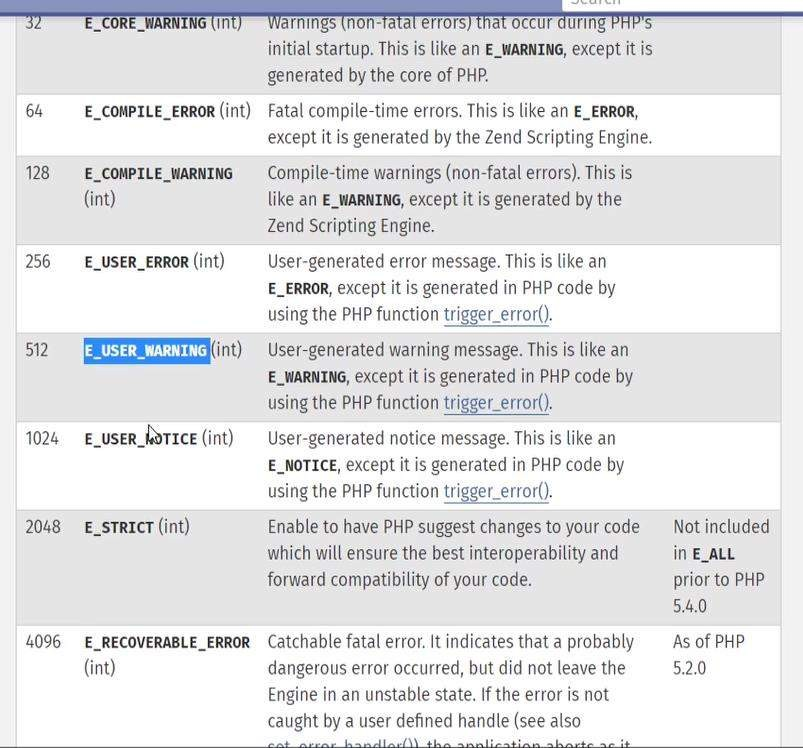 Search
32 E_CORE_WARNING (int) Warnings (non-fatal errors) that occur during PHP's
initial startup. This is like an E_WARNING, except it is
generated by the core of PHP.
64 E_COMPILE_ERROR (int) Fatal compile-time errors. This is like an E_ERROR,
except it is generated by the Zend Scripting Engine.
128 E_COMPILE_WARNING Compile-time warnings (non-fatal errors). This is
(int) like an E_WARNING, except it is generated by the
Zend Scripting Engine.
256 E_USER_ERROR (int) User-generated error message. This is like an
E_ERROR, except it is generated in PHP code by
using the PHP function trigger_error().
512 E_USER_WARNING (int) User-generated warning message. This is like an
E_WARNING, except it is generated in PHP code by
using the PHP function trigger_error().
1024 E_USER_NOTICE (int) User-generated notice message. This is like an
E_NOTICE, except it is generated in PHP code by
using the PHP function trigger_error().
2048 E_STRICT (int) Enable to have PHP suggest changes to your code Not included
which will ensure the best interoperability and in E_ALL
forward compatibility of your code. prior to PHP
5.4.0
4096 E_RECOVERABLE_ERROR Catchable fatal error. It indicates that a probably As of PHP
(int) dangerous error occurred, but did not leave the 5.2.0
Engine in an unstable state. If the error is not
caught by a user defined handle (see also
set_error_handler()), the application aborts as it